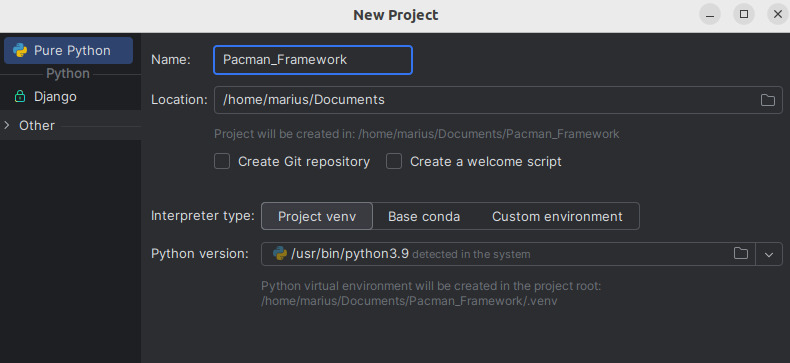 New Project
Pure Python
Python
Django
Other
Name: Pacman_Framework
Location: /home/marius/Documents
Project will be created in: /home/marius/Documents/Pacman_Framework
Create Git repository Create a welcome script
Interpreter type: Project venv Base conda Custom environment
Python version: /usr/bin/python3.9 detected in the system
Python virtual environment will be created in the project root:
/home/marius/Documents/Pacman_Framework/.venv